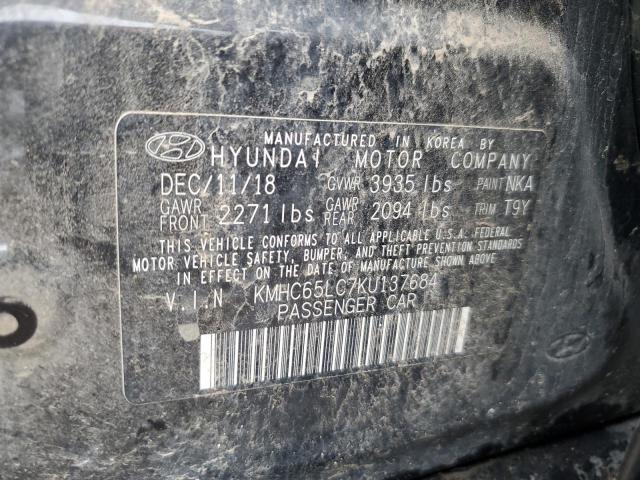 MANUFACTURED IN KOREA BY
HYUNDAI MOTOR COMPANY
DEC/11/18 GVWR 3935 lbs PAINT NKA
GAWR FRONT 2271 lbs GAWR REAR 2094 lbs TRIM T9Y
THIS VEHICLE CONFORMS TO ALL APPLICABLE U.S.A. FEDERAL
MOTOR VEHICLE SAFETY, BUMPER, AND THEFT PREVENTION STANDARDS
IN EFFECT ON THE DATE OF MANUFACTURE SHOWN ABOVE.
V.I.N KMHC65LC7KU137684
PASSENGER CAR